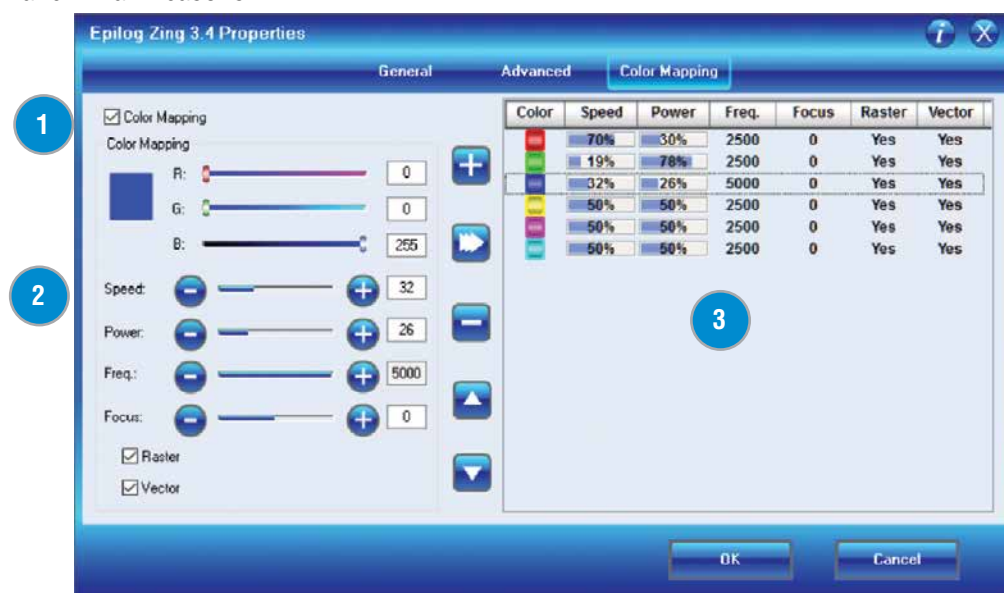 Epilog Zing 3.4 Properties
General Advanced Color Mapping
1
Color Mapping
Color Mapping
R: 0
G: 0
B: 255
2
Speed: 32
Power: 26
Freq.: 5000
Focus: 0
Raster
Vector
Color Speed Power Freq. Focus Raster Vector
70% 30% 2500 0 Yes Yes
19% 78% 2500 0 Yes Yes
32% 26% 5000 0 Yes Yes
50% 50% 2500 0 Yes Yes
50% 50% 2500 0 Yes Yes
50% 50% 2500 0 Yes Yes
3
OK Cancel